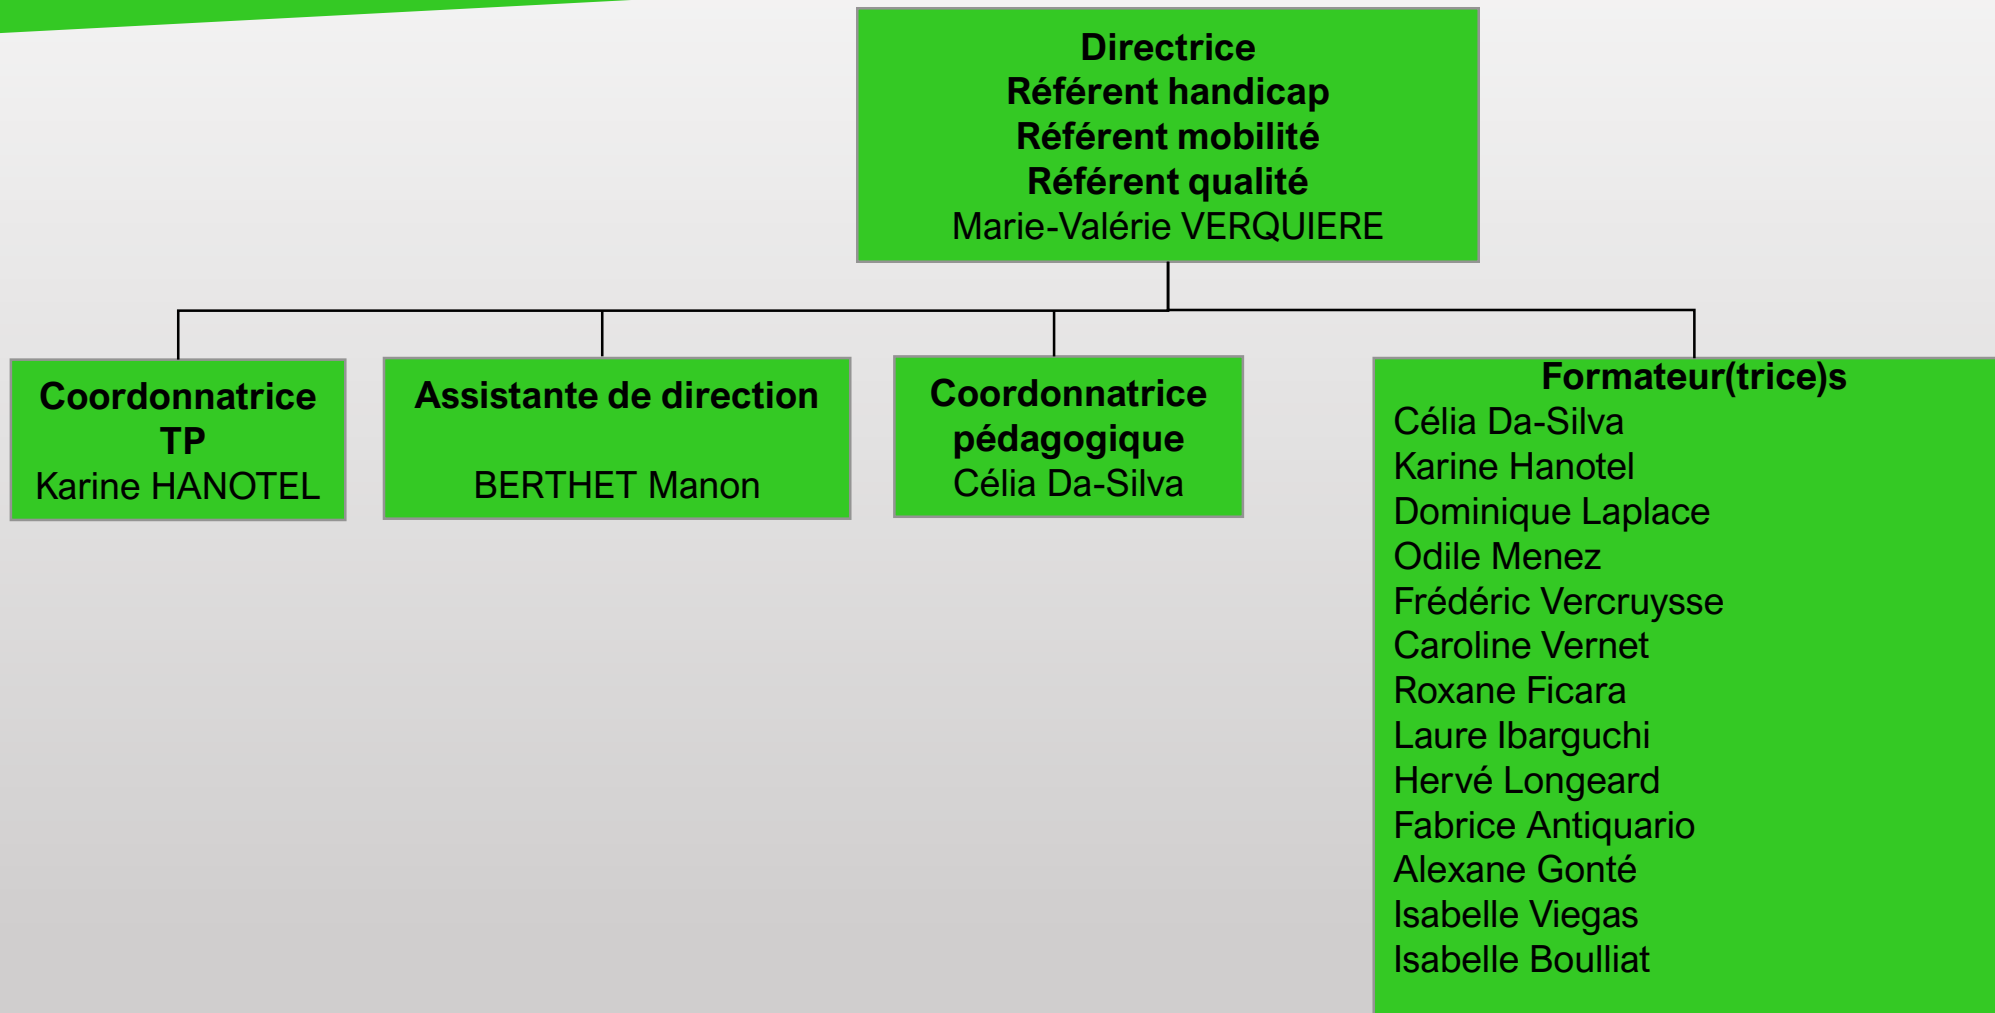 Directrice
Référent handicap
Référent mobilité
Référent qualité
Marie-Valérie VERQUIERE
Coordonnatrice
TP
Karine HANOTEL
Assistante de direction
BERTHET Manon
Coordonnatrice
pédagogique
Célia Da-Silva
Formateur(trice)s
Célia Da-Silva
Karine Hanotel
Dominique Laplace
Odile Menez
Frédéric Vercruysse
Caroline Vernet
Roxane Ficara
Laure Ibarguchi
Hervé Longeard
Fabrice Antiquario
Alexane Gonté
Isabelle Viegas
Isabelle Boulliat